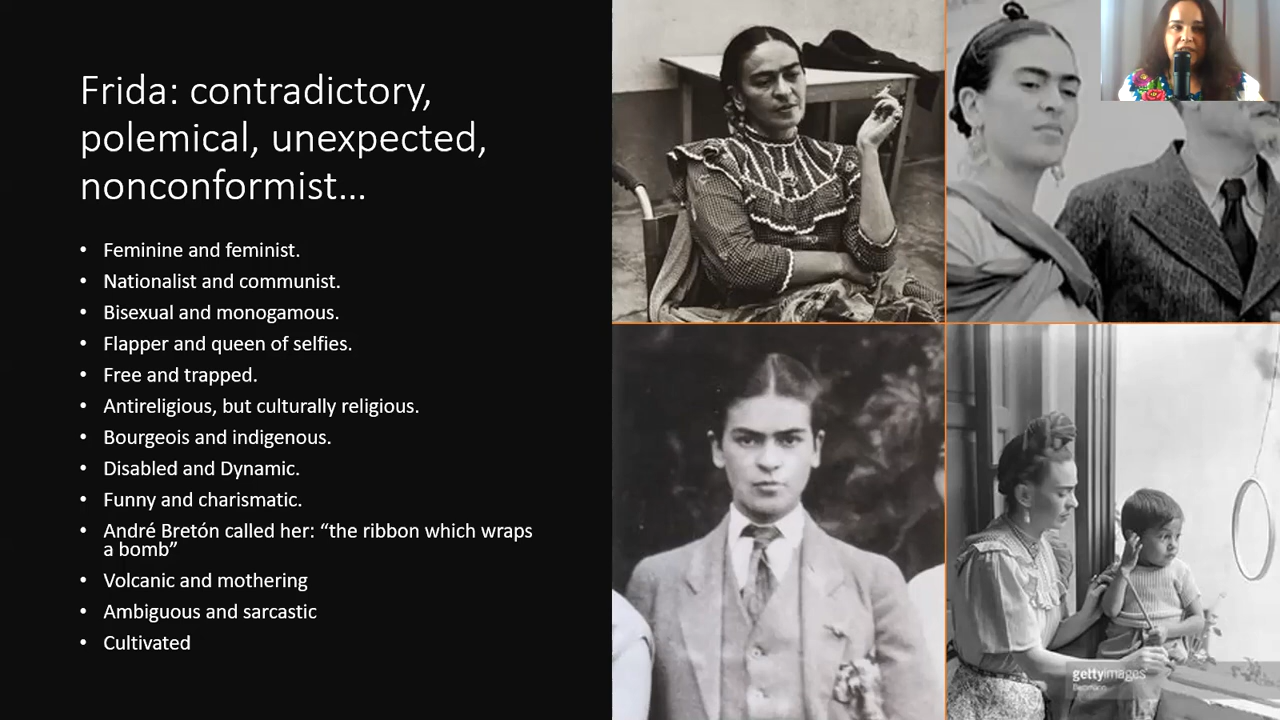 Frida: contradictory,
polemical, unexpected,
nonconformist...
• Feminine and feminist.
• Nationalist and communist.
• Bisexual and monogamous.
• Flapper and queen of selfies.
• Free and trapped.
• Antireligious, but culturally religious.
• Bourgeois and indigenous.
• Disabled and Dynamic.
• Funny and charismatic.
• André Bretón called her: “the ribbon which wraps
a bomb”
• Volcanic and mothering
• Ambiguous and sarcastic
• Cultivated
gettyimages
Bettmann